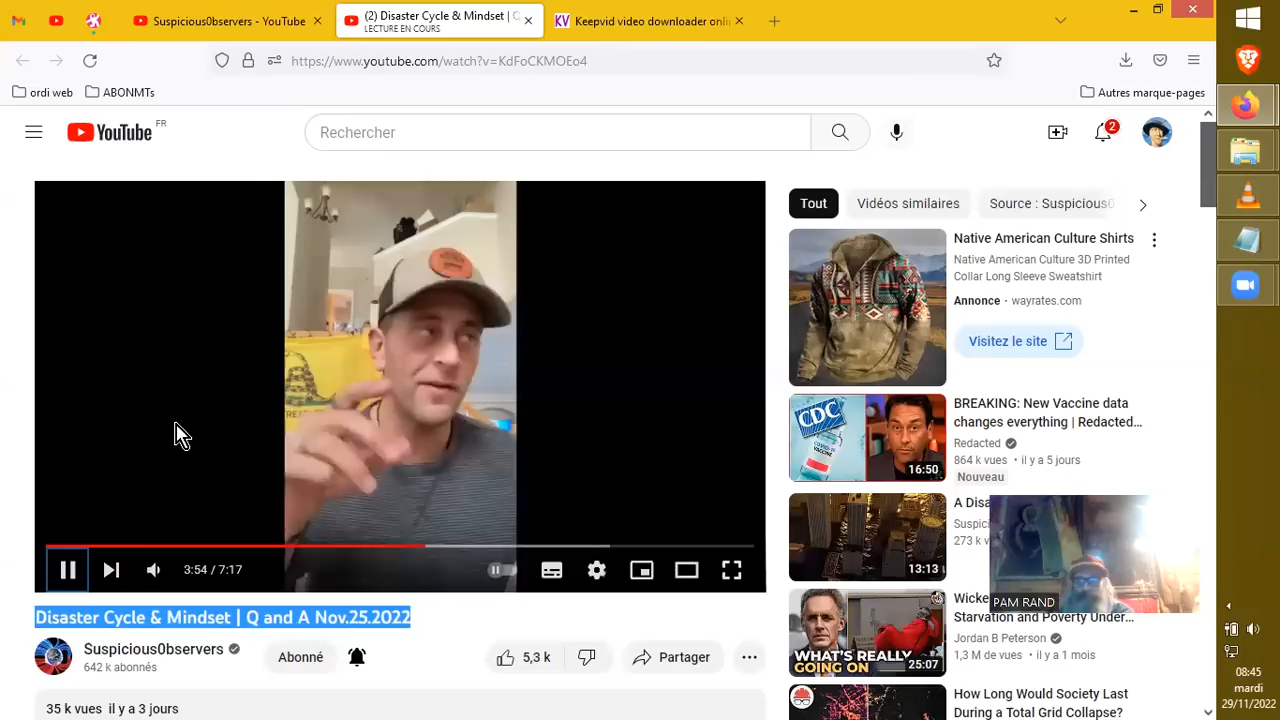 Suspicious0bservers - YouTube
(2) Disaster Cycle & Mindset | Q
LECTURE EN COURS
Keepvid video downloader onli
https://www.youtube.com/watch?v=KdFoCKMOEo4
ordi web
ABONMTs
Autres marque-pages
YouTube FR
Rechercher
2
3:54 / 7:17
Disaster Cycle & Mindset | Q and A Nov.25.2022
Suspicious0bservers
642 k abonnés
Abonné
5,3 k
Partager
35 k vues il y a 3 jours
Tout
Vidéos similaires
Source : Suspicious0
Native American Culture Shirts
Native American Culture 3D Printed
Collar Long Sleeve Sweatshirt
Annonce • wayrates.com
Visitez le site
CDC
COVID-19
VACCINE
16:50
BREAKING: New Vaccine data
changes everything | Redacted...
Redacted
864 k vues • il y a 5 jours
Nouveau
13:13
A Disa
Suspic
273 k
PAM RAND
WHAT'S REALLY
GOING ON
25:07
Wicke
Starvation and Poverty Under...
Jordan B Peterson
1,3 M de vues • il y a 1 mois
How Long Would Society Last
During a Total Grid Collapse?
08:45
mardi
29/11/2022